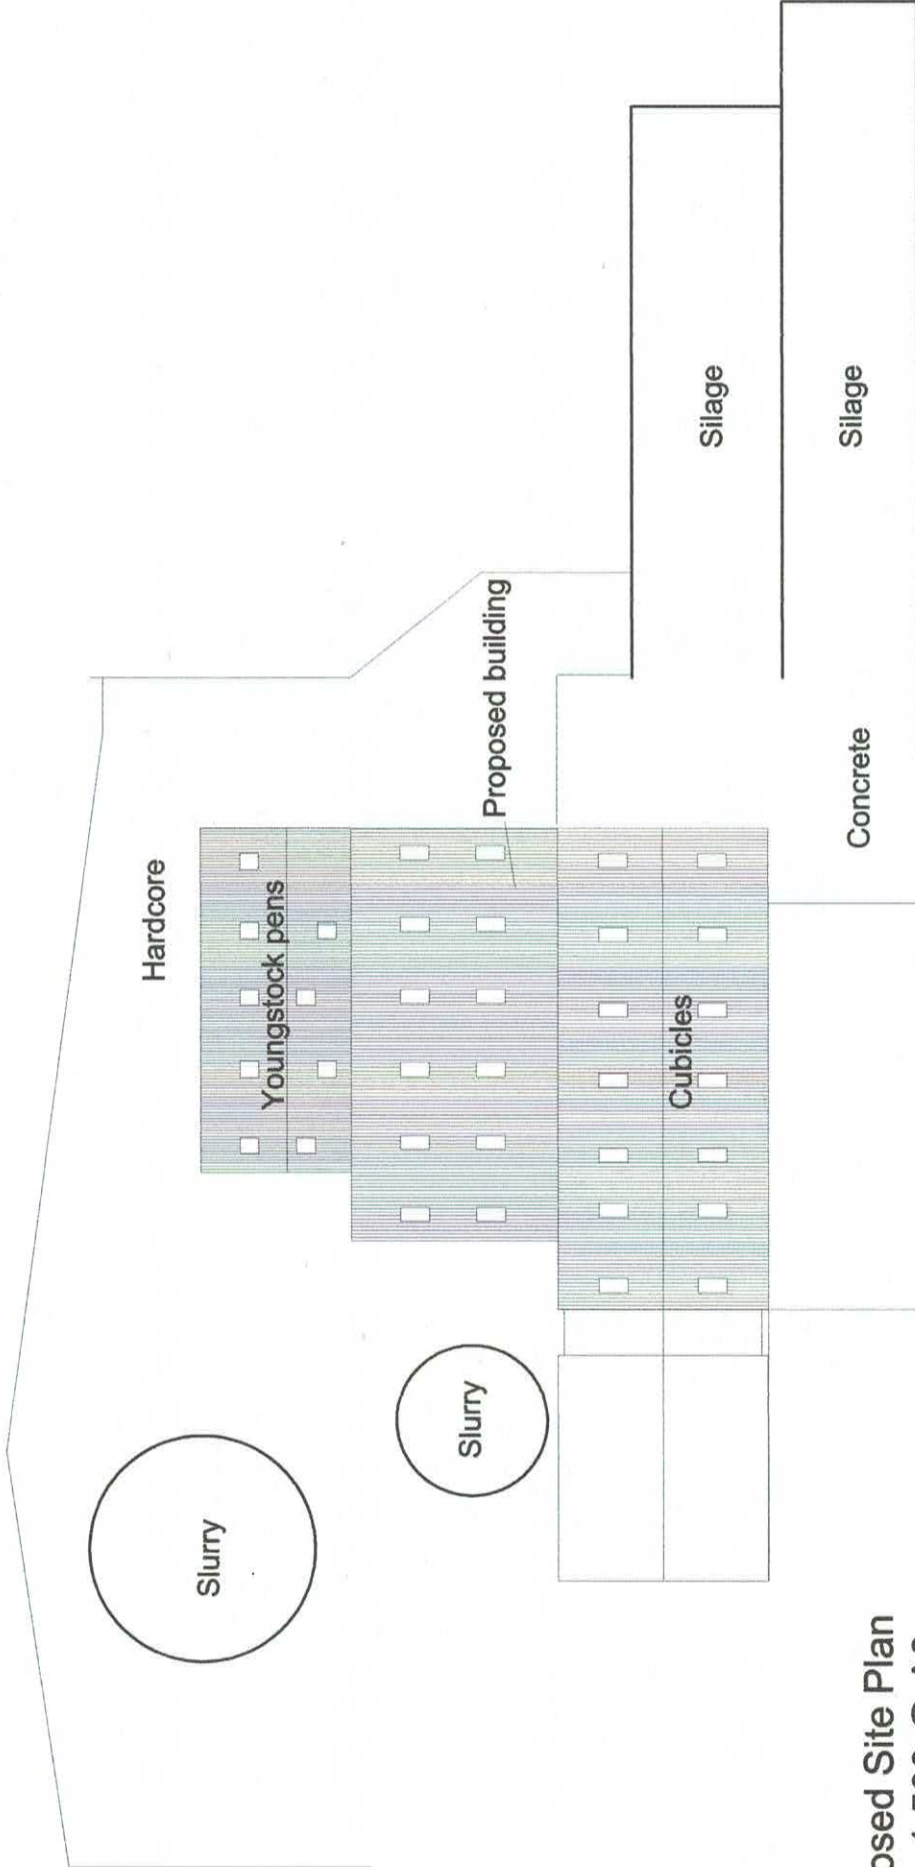 Hardcore
Youngstock pens
Proposed building
Silage
Silage
Slurry
Slurry
Cubicles
Concrete
osed Site Plan